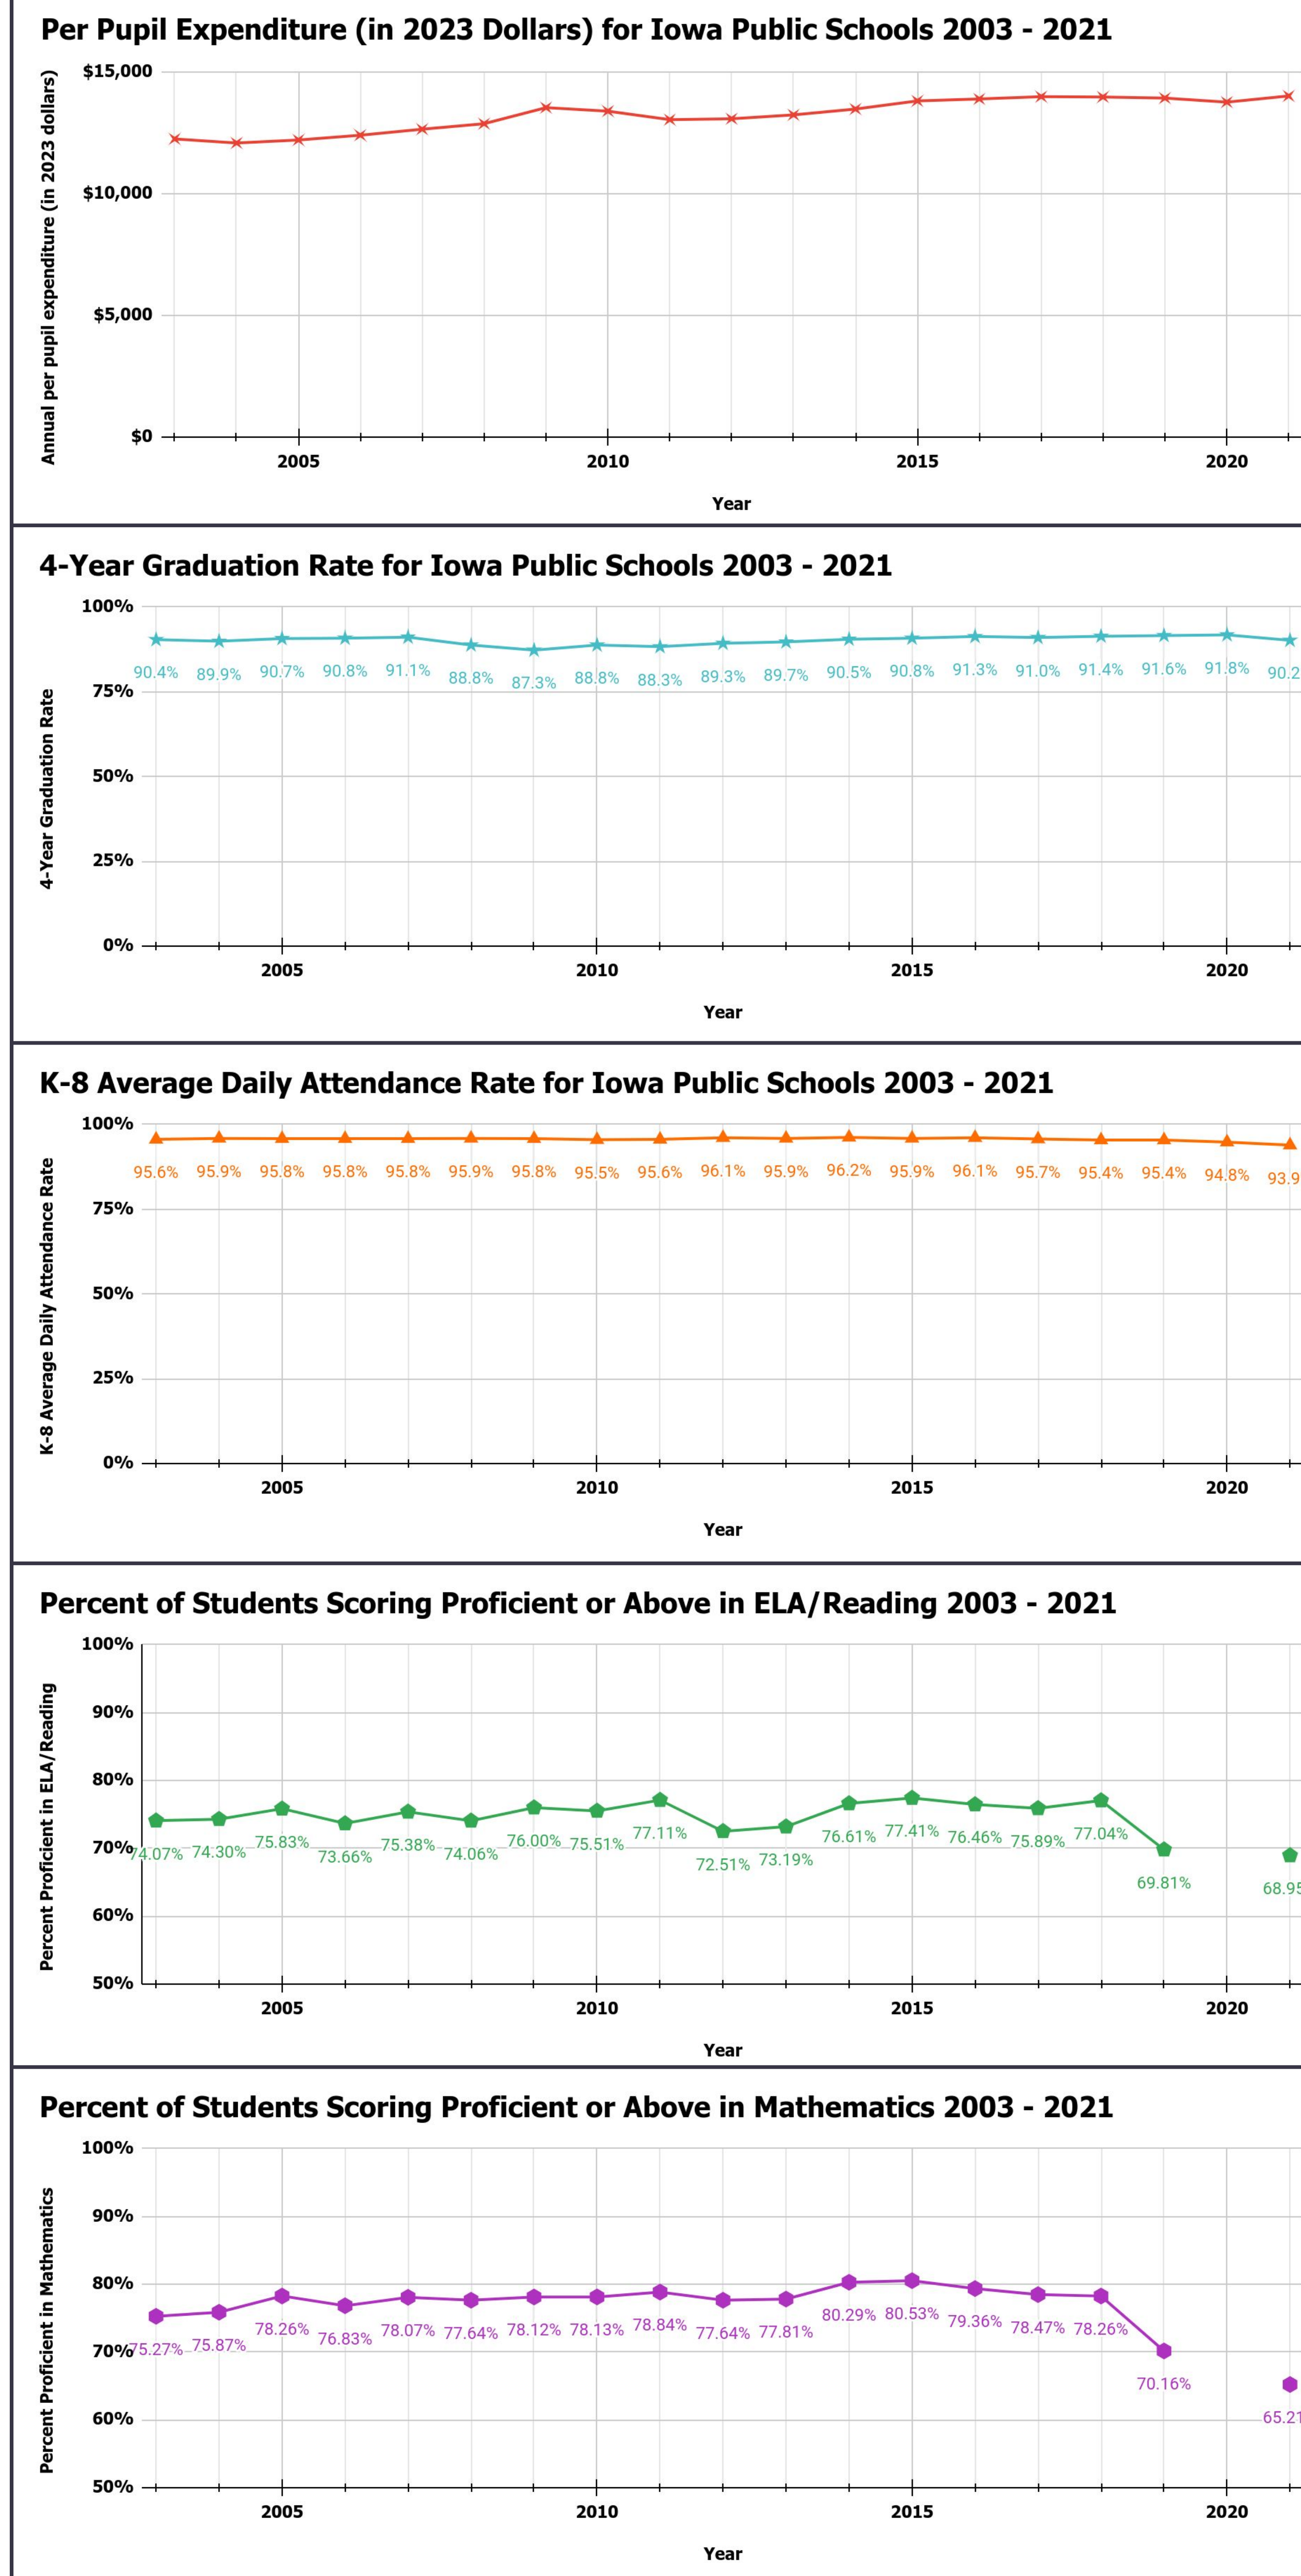 Per Pupil Expenditure (in 2023 Dollars) for Iowa Public Schools 2003 - 2021
Annual per pupil expenditure (in 2023 dollars)
$15,000
$10,000
$5,000
$0
2005 2010 2015 2020
Year
4-Year Graduation Rate for Iowa Public Schools 2003 - 2021
4-Year Graduation Rate
100%
90.4% 89.9% 90.7% 90.8% 91.1% 88.8% 87.3% 88.8% 88.3% 89.3% 89.7% 90.5% 90.8% 91.3% 91.0% 91.4% 91.6% 91.8% 90.2
75%
50%
25%
0%
2005 2010 2015 2020
Year
K-8 Average Daily Attendance Rate for Iowa Public Schools 2003 - 2021
K-8 Average Daily Attendance Rate
100%
95.6% 95.9% 95.8% 95.8% 95.8% 95.9% 95.8% 95.5% 95.6% 96.1% 95.9% 96.2% 95.9% 96.1% 95.7% 95.4% 95.4% 94.8% 93.9
75%
50%
25%
0%
2005 2010 2015 2020
Year
Percent of Students Scoring Proficient or Above in ELA/Reading 2003 - 2021
Percent Proficient in ELA/Reading
100%
90%
80%
70%
74.07% 74.30% 75.83% 73.66% 75.38% 74.06% 76.00% 75.51% 77.11% 72.51% 73.19% 76.61% 77.41% 76.46% 75.89% 77.04% 69.81% 68.95
60%
50%
2005 2010 2015 2020
Year
Percent of Students Scoring Proficient or Above in Mathematics 2003 - 2021
Percent Proficient in Mathematics
100%
90%
80%
70%
75.27% 75.87% 78.26% 76.83% 78.07% 77.64% 78.12% 78.13% 78.84% 77.64% 77.81% 80.29% 80.53% 79.36% 78.47% 78.26% 70.16% 65.21
60%
50%
2005 2010 2015 2020
Year